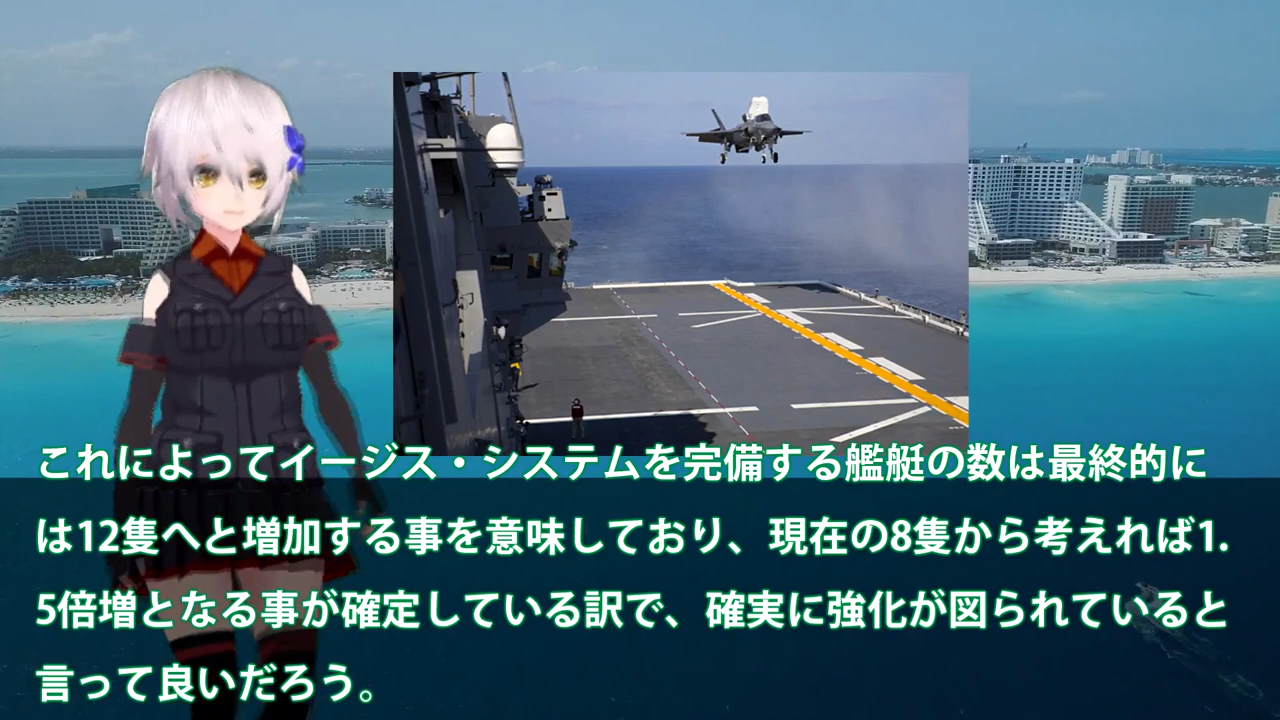 これによってイージス・システムを完備する艦艇の数は最終的に
は12隻へと増加する事を意味しており、現在の8隻から考えれば1.
5倍増となる事が確定している訳で、確実に強化が図られていると
言って良いだろう。